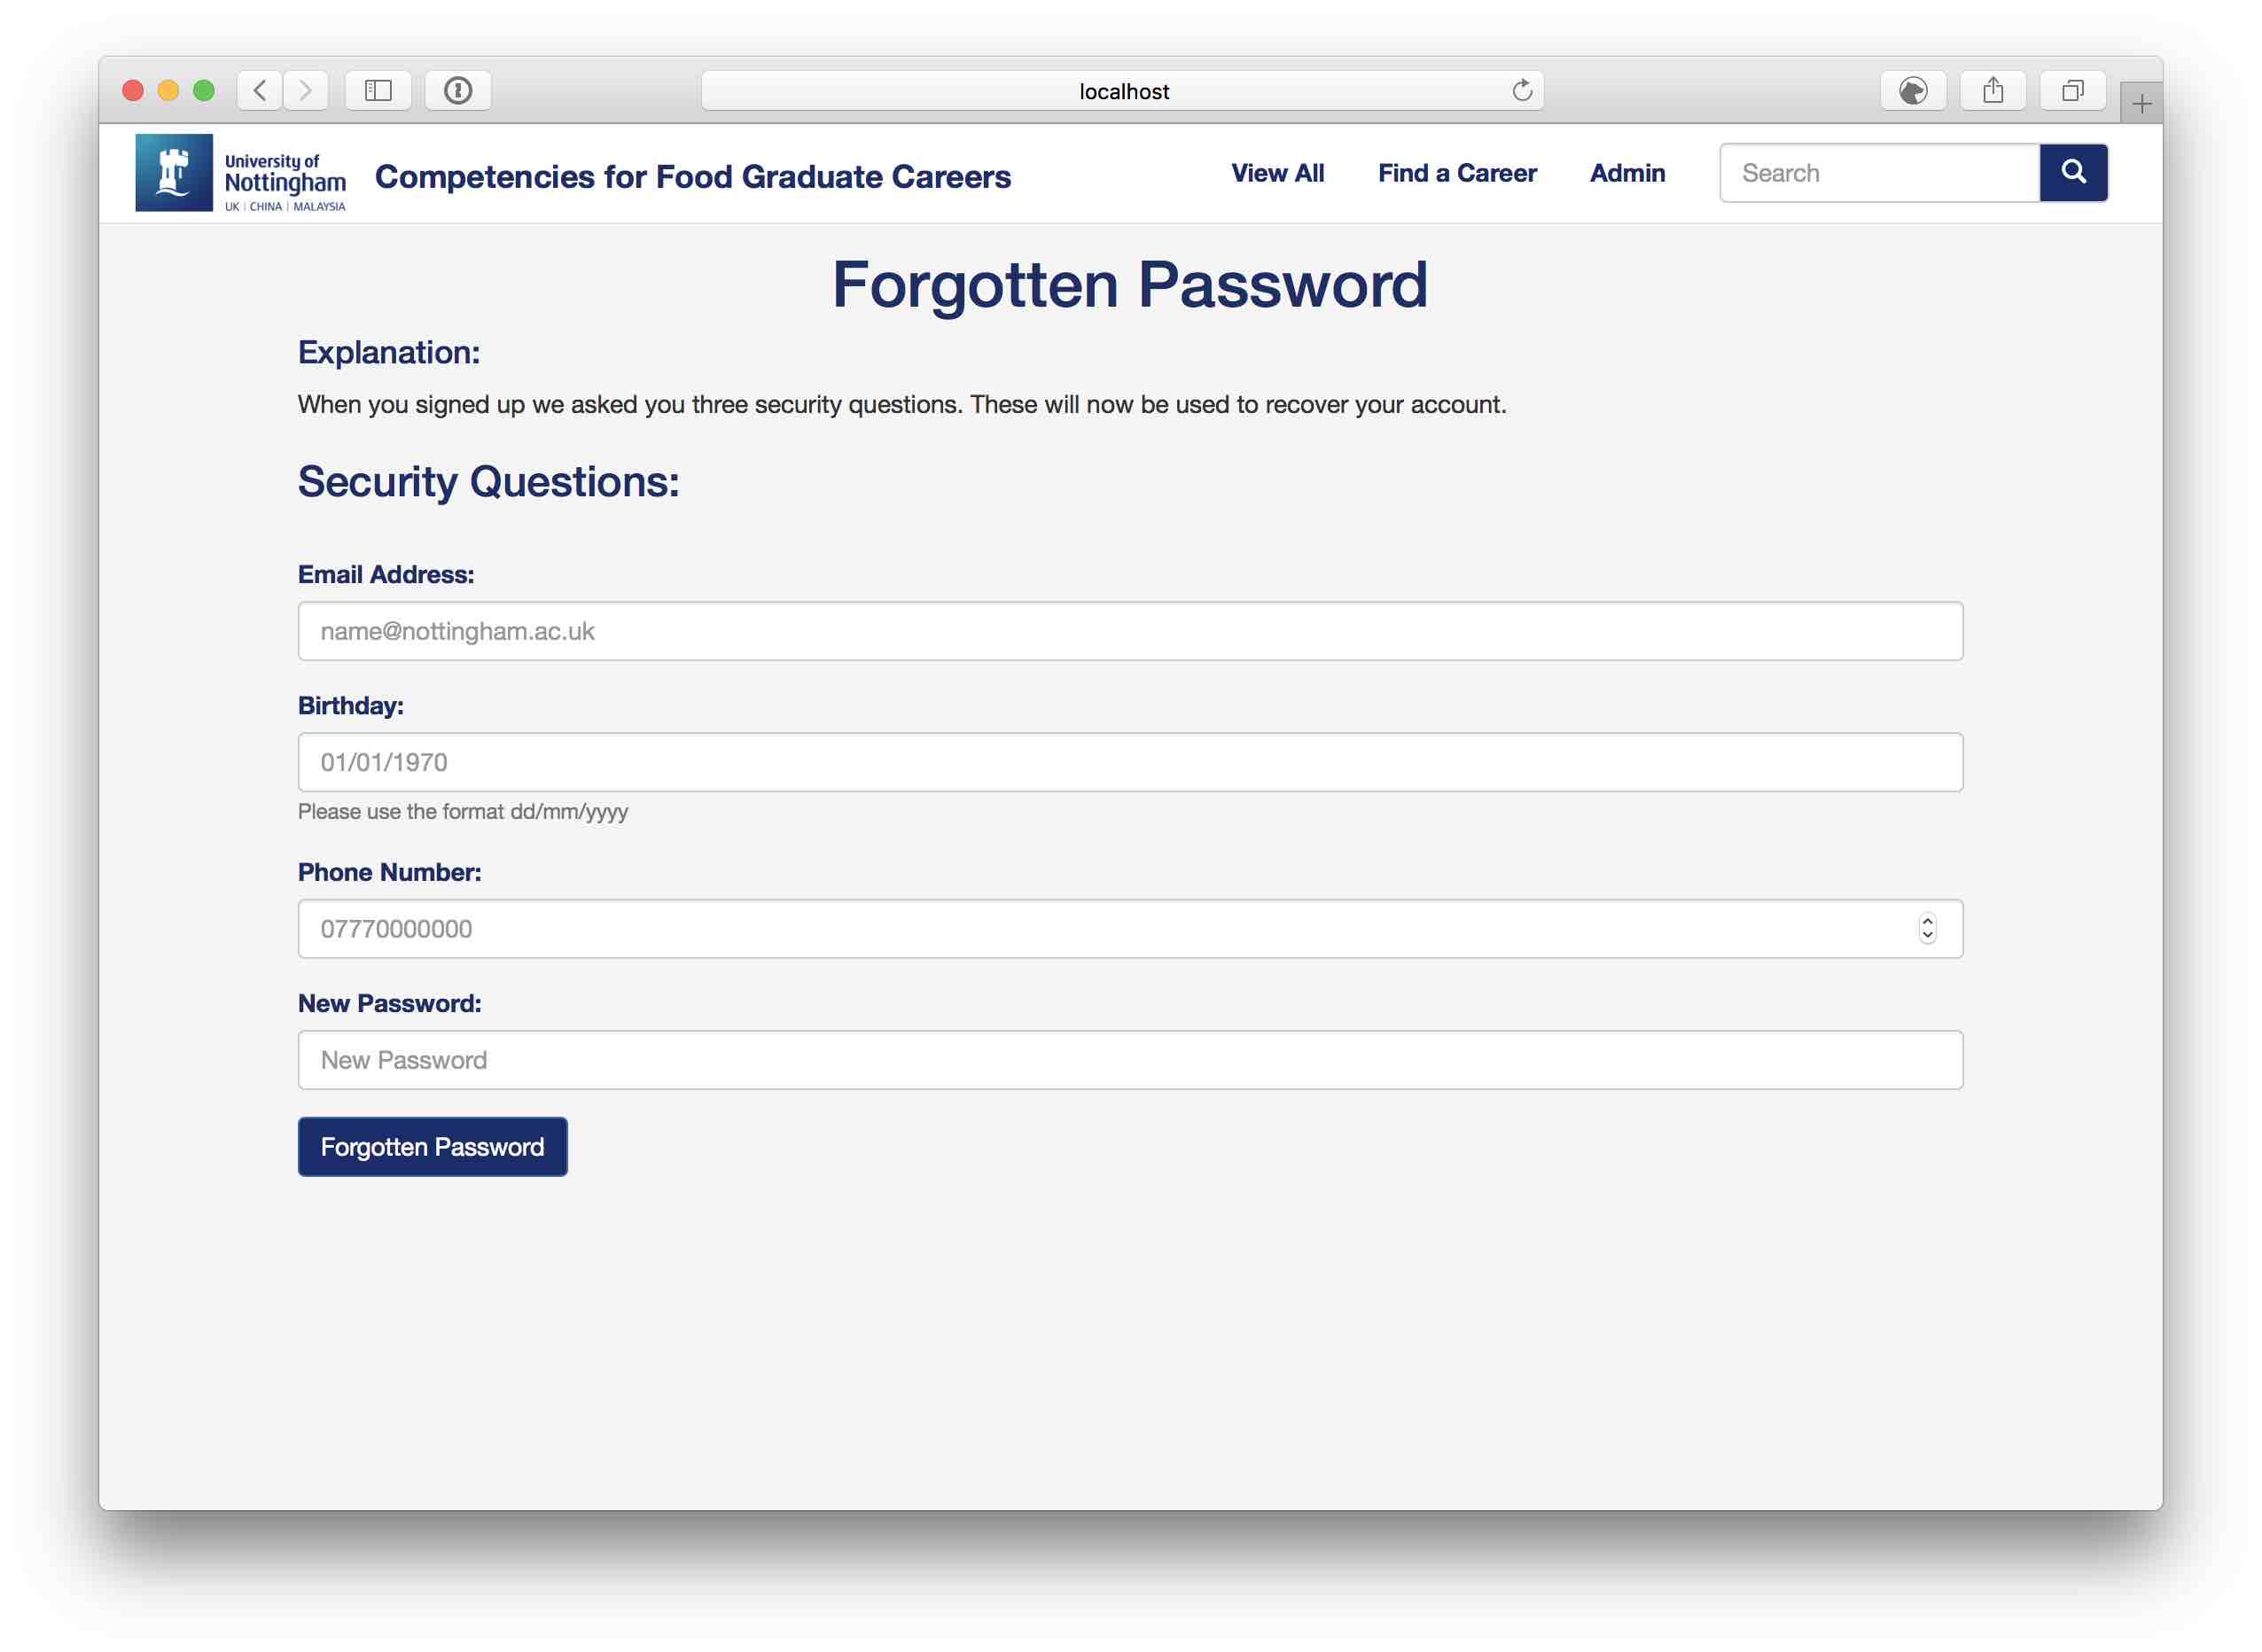 localhost
University of
Nottingham
UK | CHINA | MALAYSIA
Competencies for Food Graduate Careers
View All
Find a Career
Admin
Search
Forgotten Password
Explanation:
When you signed up we asked you three security questions. These will now be used to recover your account.
Security Questions:
Email Address:
name@nottingham.ac.uk
Birthday:
01/01/1970
Please use the format dd/mm/yyyy
Phone Number:
07770000000
New Password:
New Password
Forgotten Password